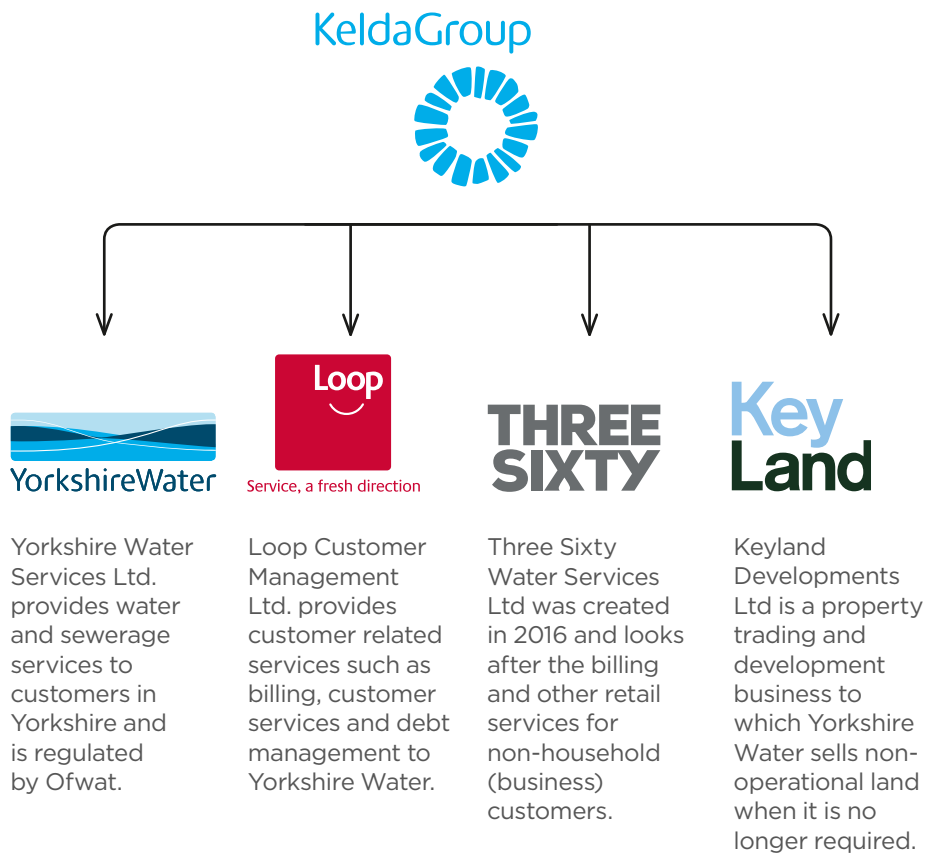 KeldaGroup
YorkshireWater
Loop
Service, a fresh direction
THREE
SIXTY
Key
Land
Yorkshire Water
Services Ltd.
provides water
and sewerage
services to
customers in
Yorkshire and
is regulated
by Ofwat.
Loop Customer
Management
Ltd. provides
customer related
services such as
billing, customer
services and debt
management to
Yorkshire Water.
Three Sixty
Water Services
Ltd was created
in 2016 and looks
after the billing
and other retail
services for
non-household
(business)
customers.
Keyland
Developments
Ltd is a property
trading and
development
business to
which Yorkshire
Water sells non-
operational land
when it is no
longer required.